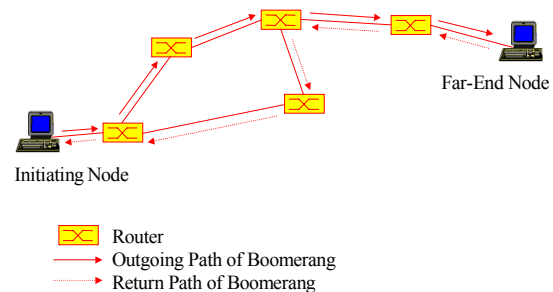 Far-End Node
Initiating Node
Router
Outgoing Path of Boomerang
Return Path of Boomerang